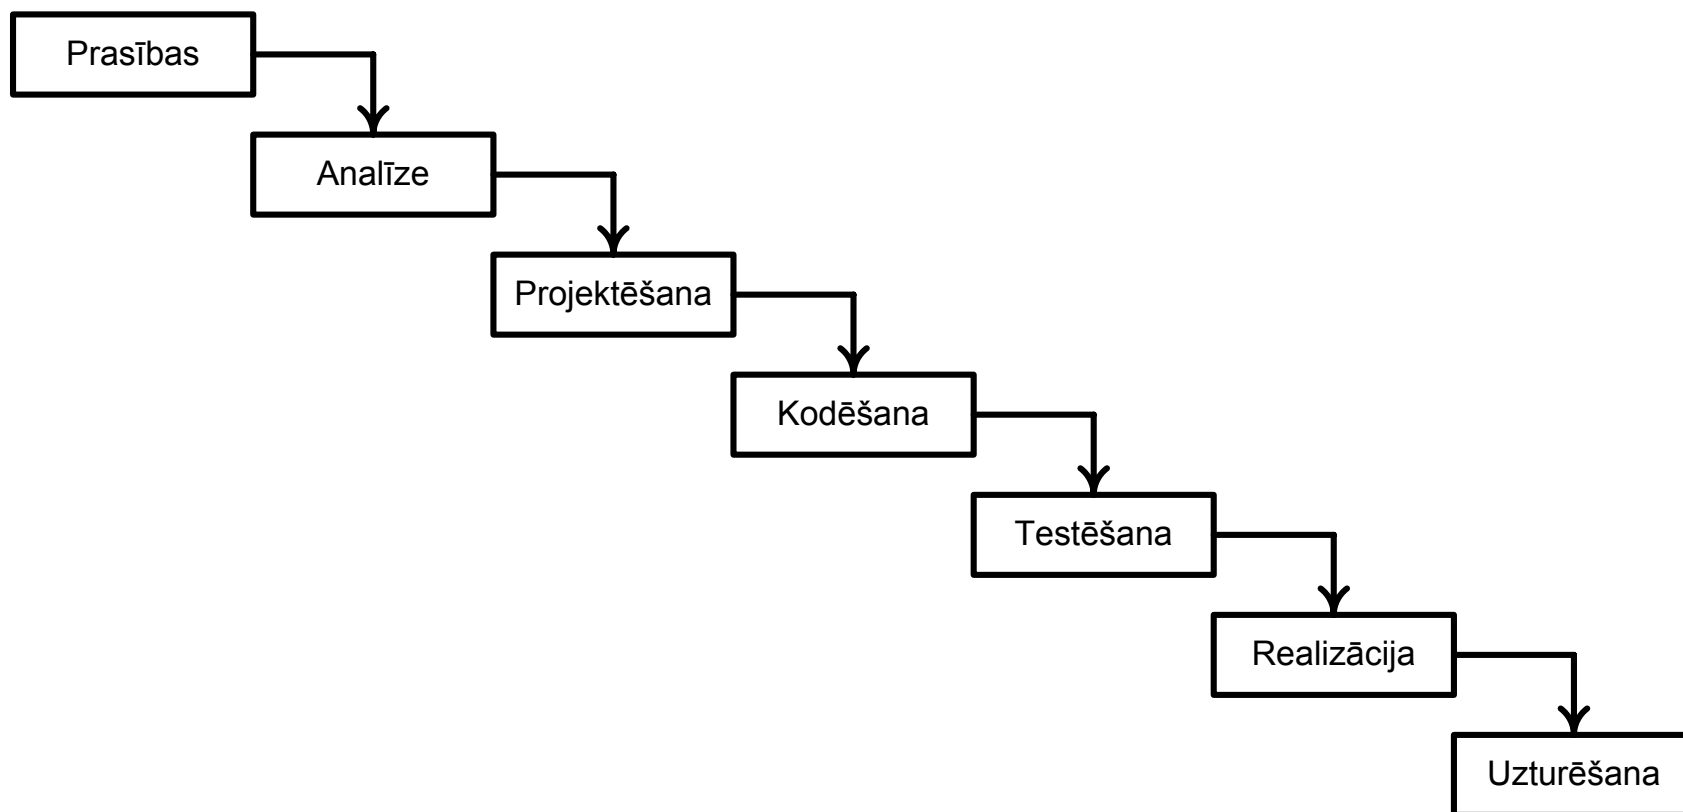 Prasības
Analīze
Projektēšana
Kodēšana
Testēšana
Realizācija
Uzturēšana